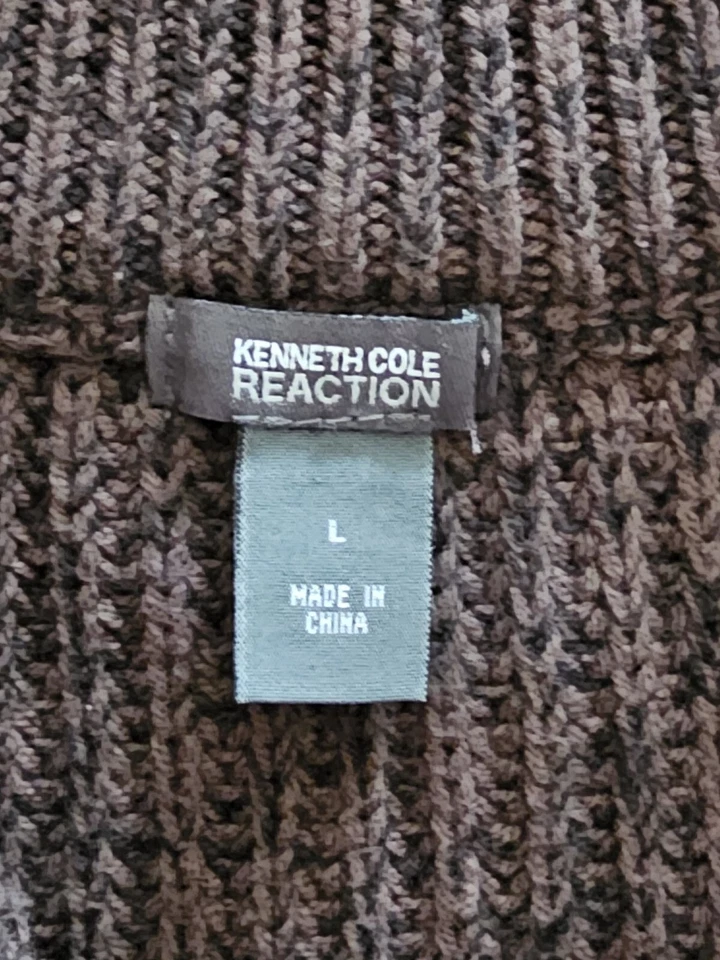 KENNETH COLE
REACTION
L
MADE IN
CHINA